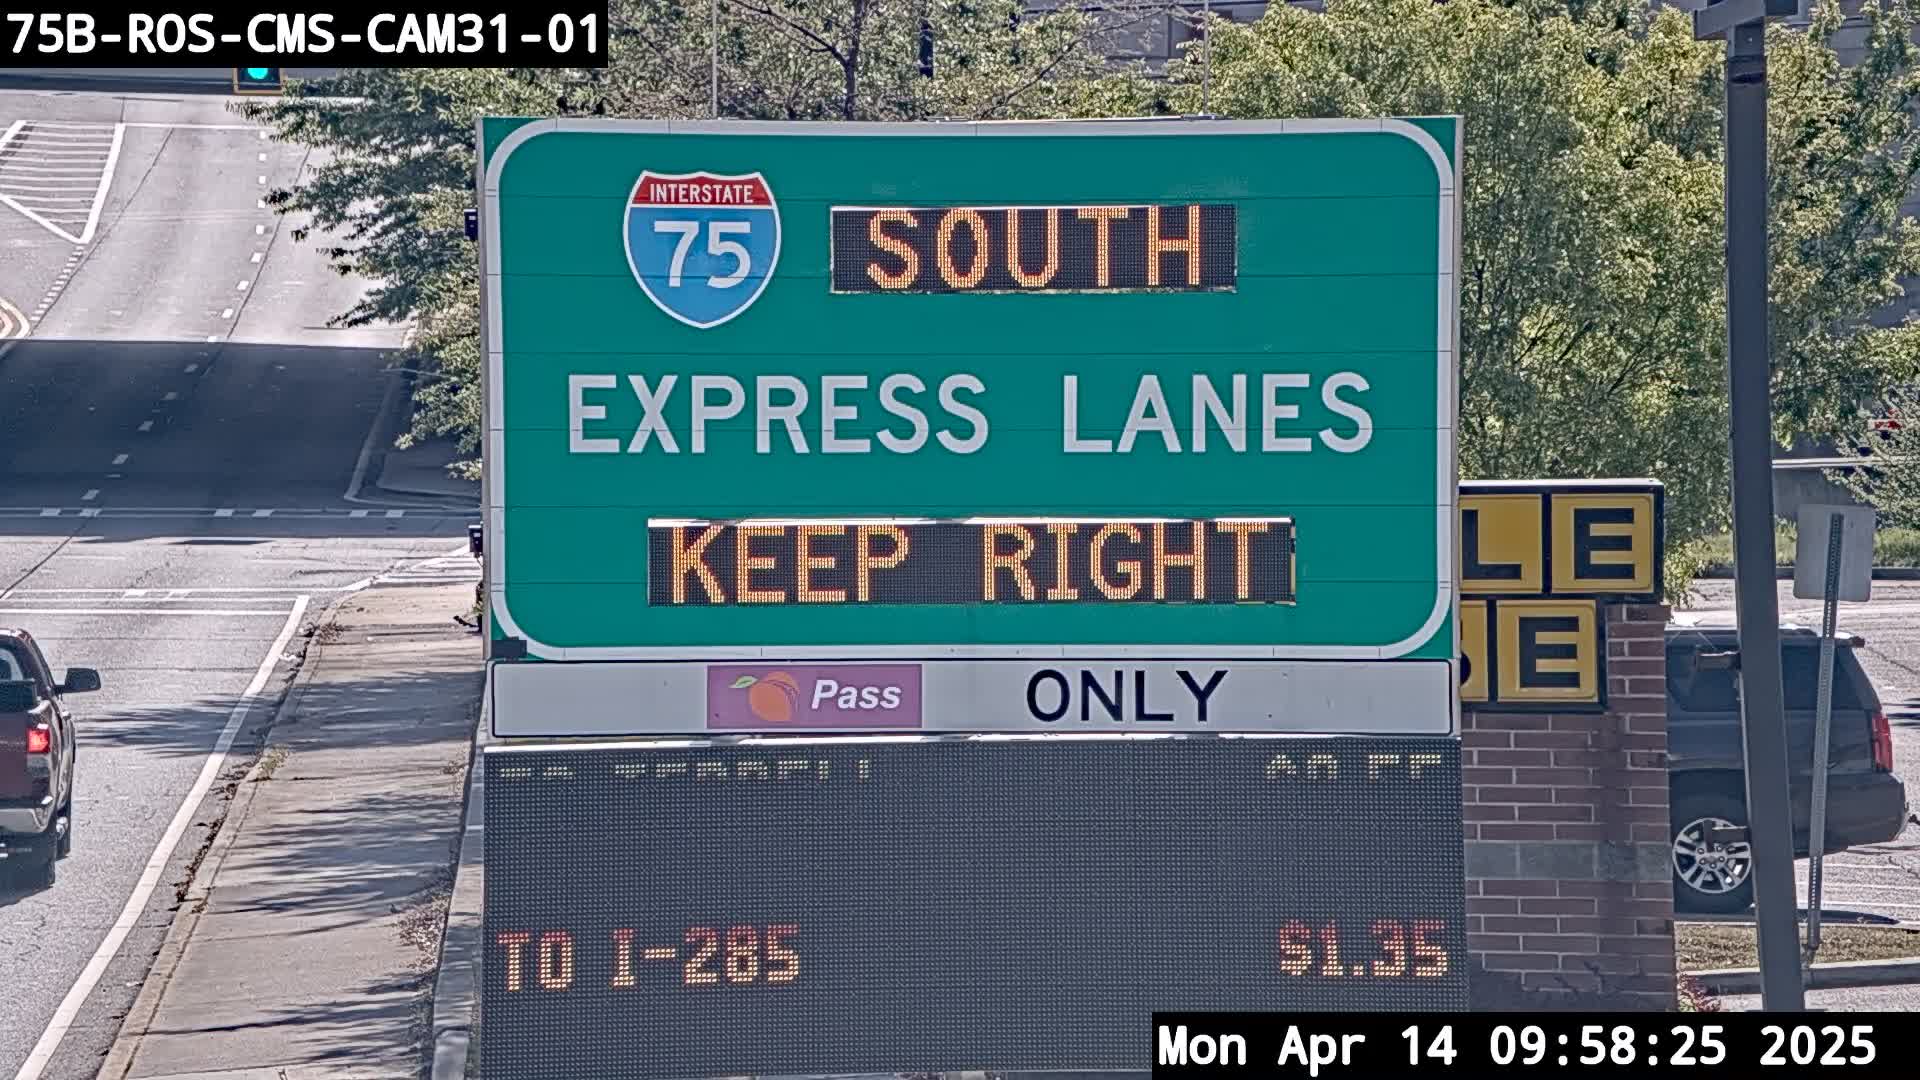 75B-ROS-CMS-CAM31-01
INTERSTATE
75
SOUTH
EXPRESS LANES
KEEP RIGHT
LE
E
Pass ONLY
TO I-285 $1.35
Mon Apr 14 09:58:25 2025